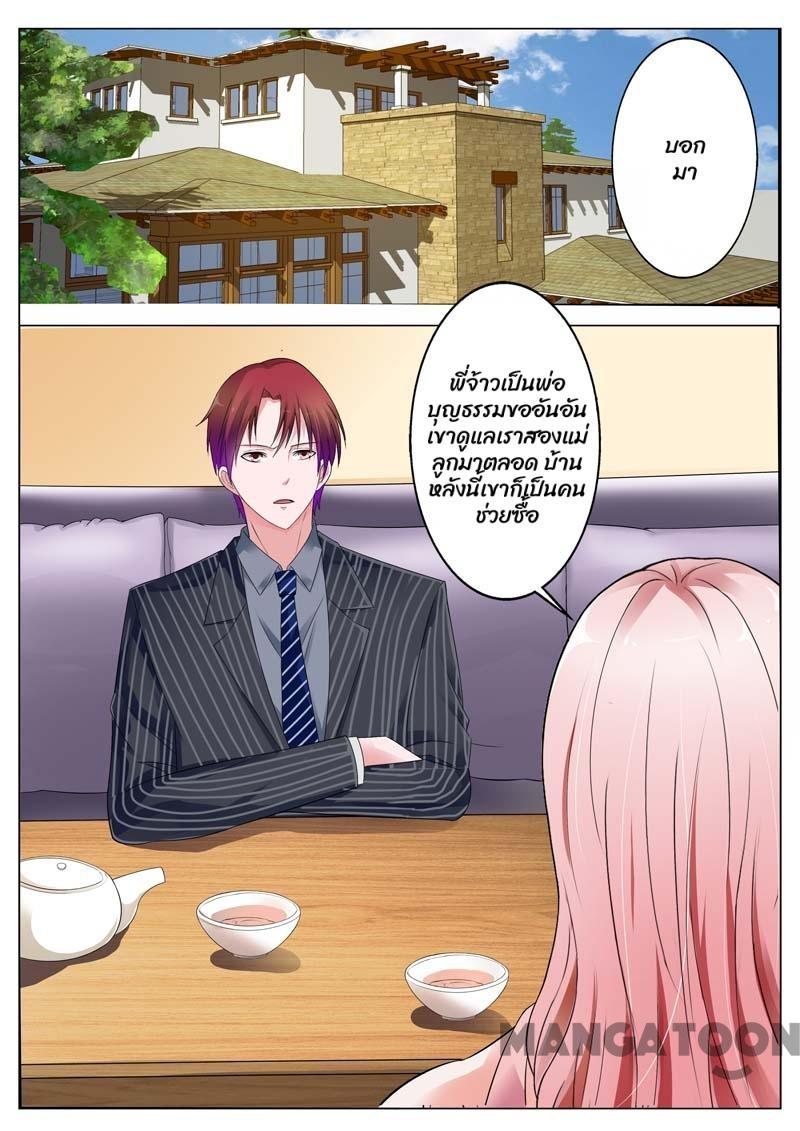 บอก
มา
พี่จ้าวเป็นพ่อ
บุญธรรมขออันอัน
เขาดูแลเราสองแม่
ลูกมาตลอด บ้าน
หลังนี้เขาก็เป็นคน
ช่วยซื้อ
MANGATOON